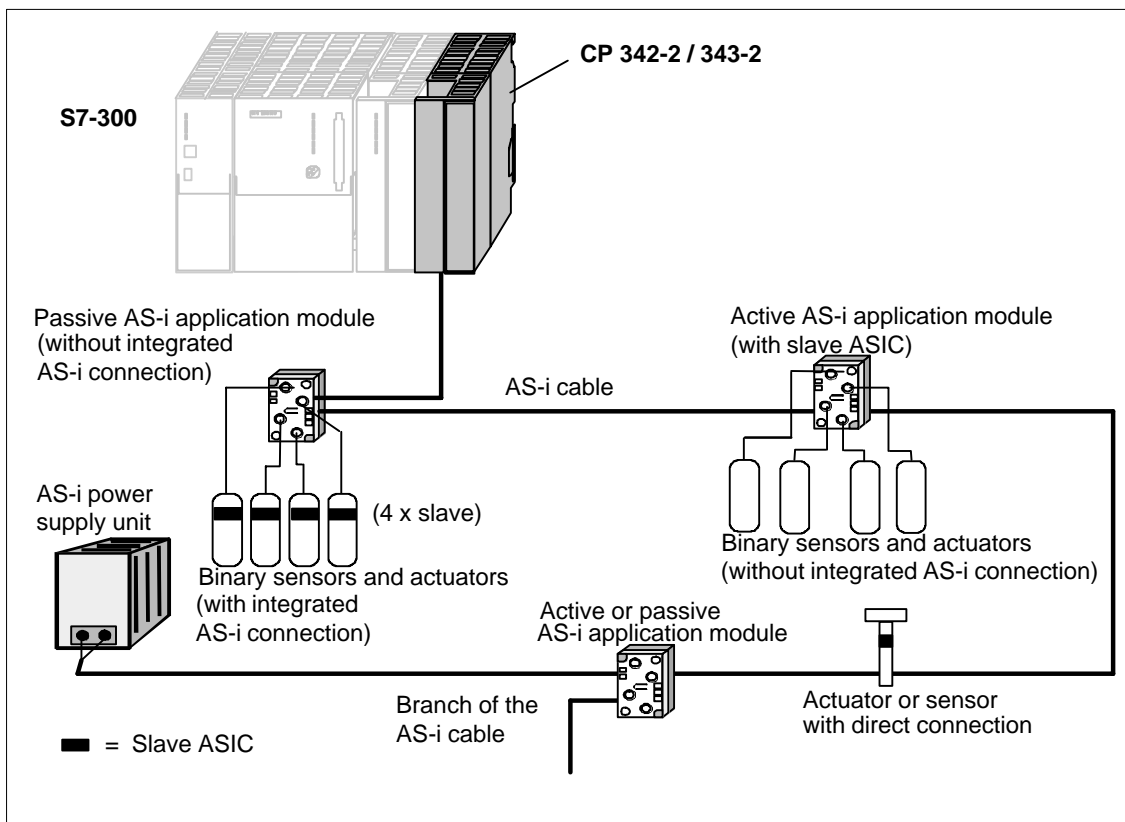 CP 342-2 / 343-2
S7-300
Passive AS-i application module
(without integrated
AS-i connection)
Active AS-i application module
(with slave ASIC)
AS-i cable
AS-i power
supply unit
(4 x slave)
Binary sensors and actuators
(with integrated
AS-i connection)
Binary sensors and actuators
(without integrated AS-i connection)
Active or passive
AS-i application module
Branch of the
AS-i cable
Actuator or sensor
with direct connection
= Slave ASIC